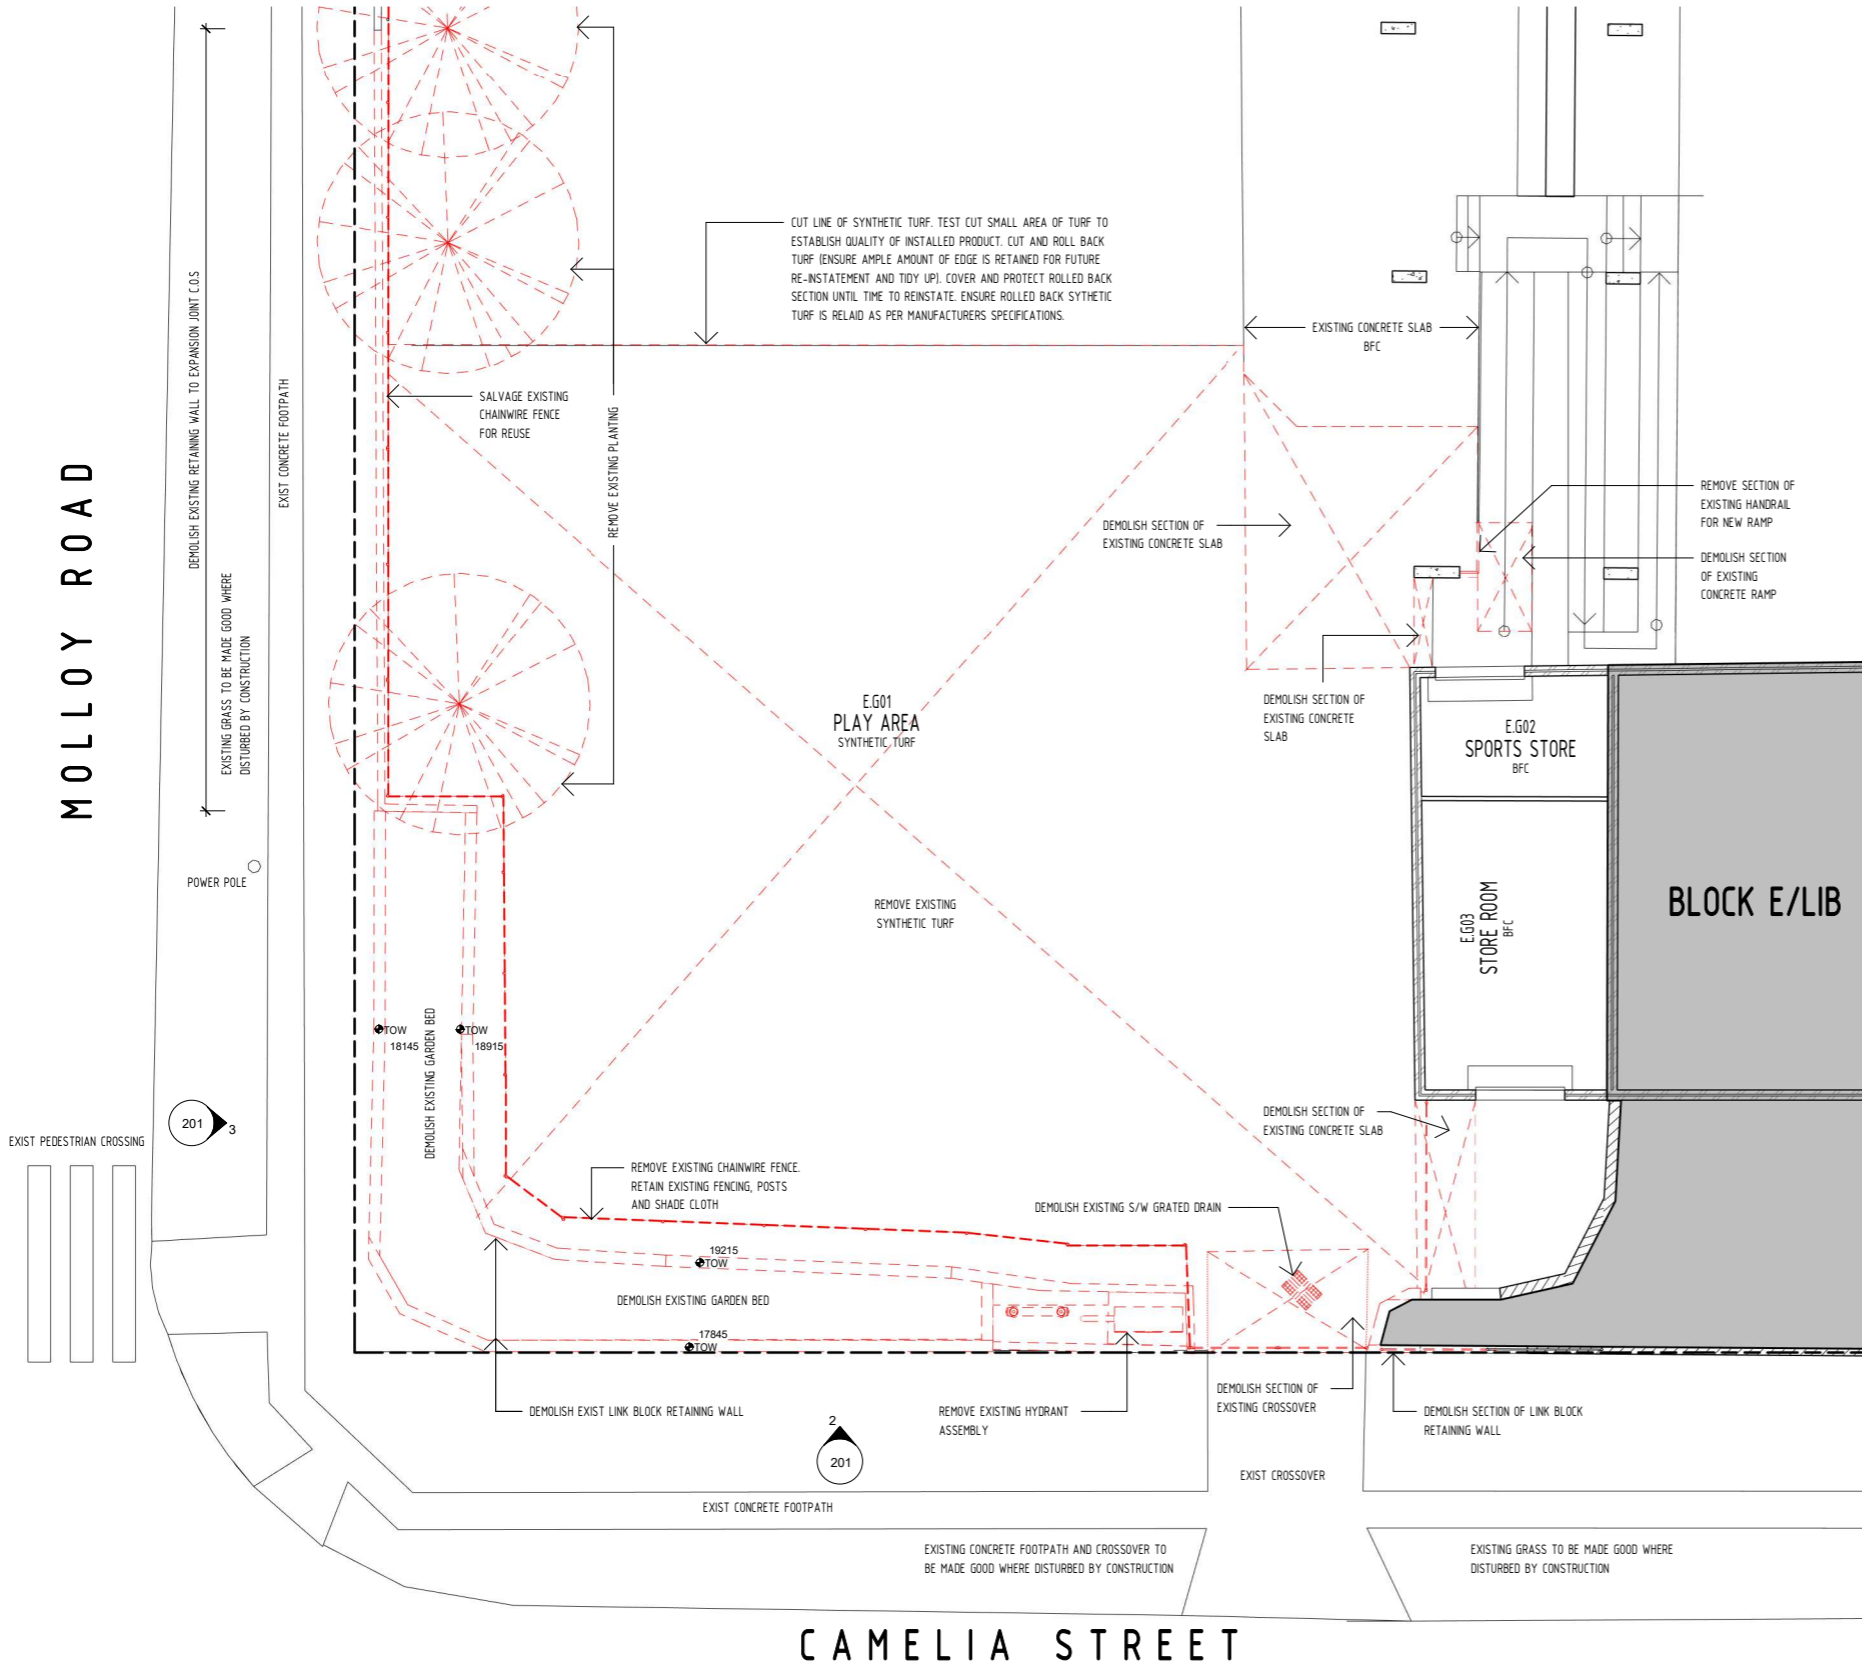 CUT LINE OF SYNTHETIC TURF. TEST CUT SMALL AREA OF TURF TO
ESTABLISH QUALITY OF INSTALLED PRODUCT. CUT AND ROLL BACK
TURF (ENSURE AMPLE AMOUNT OF EDGE IS RETAINED FOR FUTURE
RE-INSTATEMENT AND TIDY UP). COVER AND PROTECT ROLLED BACK
SECTION UNTIL TIME TO REINSTATE. ENSURE ROLLED BACK SYTHETIC
TURF IS RELAID AS PER MANUFACTURERS SPECIFICATIONS.
EXISTING CONCRETE SLAB
BFC
DEMOLISH EXISTING RETAINING WALL TO EXPANSION JOINT C.O.S
EXIST CONCRETE FOOTPATH
SALVAGE EXISTING
CHAINWIRE FENCE
FOR REUSE
REMOVE EXISTING PLANTING
MOLLOY ROAD
EXISTING GRASS TO BE MADE GOOD WHERE
DISTURBED BY CONSTRUCTION
DEMOLISH SECTION OF
EXISTING CONCRETE SLAB
REMOVE SECTION OF
EXISTING HANDRAIL
FOR NEW RAMP
DEMOLISH SECTION
OF EXISTING
CONCRETE RAMP
DEMOLISH SECTION OF
EXISTING CONCRETE
SLAB
E.G01
PLAY AREA
SYNTHETIC TURF
E.G02
SPORTS STORE
BFC
POWER POLE
REMOVE EXISTING
SYNTHETIC TURF
E.G03
STORE ROOM
BFC
BLOCK E/LIB
TOW
18145
TOW
18915
DEMOLISH EXISTING GARDEN BED
201
3
EXIST PEDESTRIAN CROSSING
DEMOLISH SECTION OF
EXISTING CONCRETE SLAB
REMOVE EXISTING CHAINWIRE FENCE.
RETAIN EXISTING FENCING, POSTS
AND SHADE CLOTH
DEMOLISH EXISTING S/W GRATED DRAIN
19215
TOW
DEMOLISH EXISTING GARDEN BED
17845
TOW
DEMOLISH EXIST LINK BLOCK RETAINING WALL
REMOVE EXISTING HYDRANT
ASSEMBLY
DEMOLISH SECTION OF
EXISTING CROSSOVER
DEMOLISH SECTION OF LINK BLOCK
RETAINING WALL
2
201
EXIST CROSSOVER
EXIST CONCRETE FOOTPATH
EXISTING CONCRETE FOOTPATH AND CROSSOVER TO
BE MADE GOOD WHERE DISTURBED BY CONSTRUCTION
EXISTING GRASS TO BE MADE GOOD WHERE
DISTURBED BY CONSTRUCTION
CAMELIA STREET